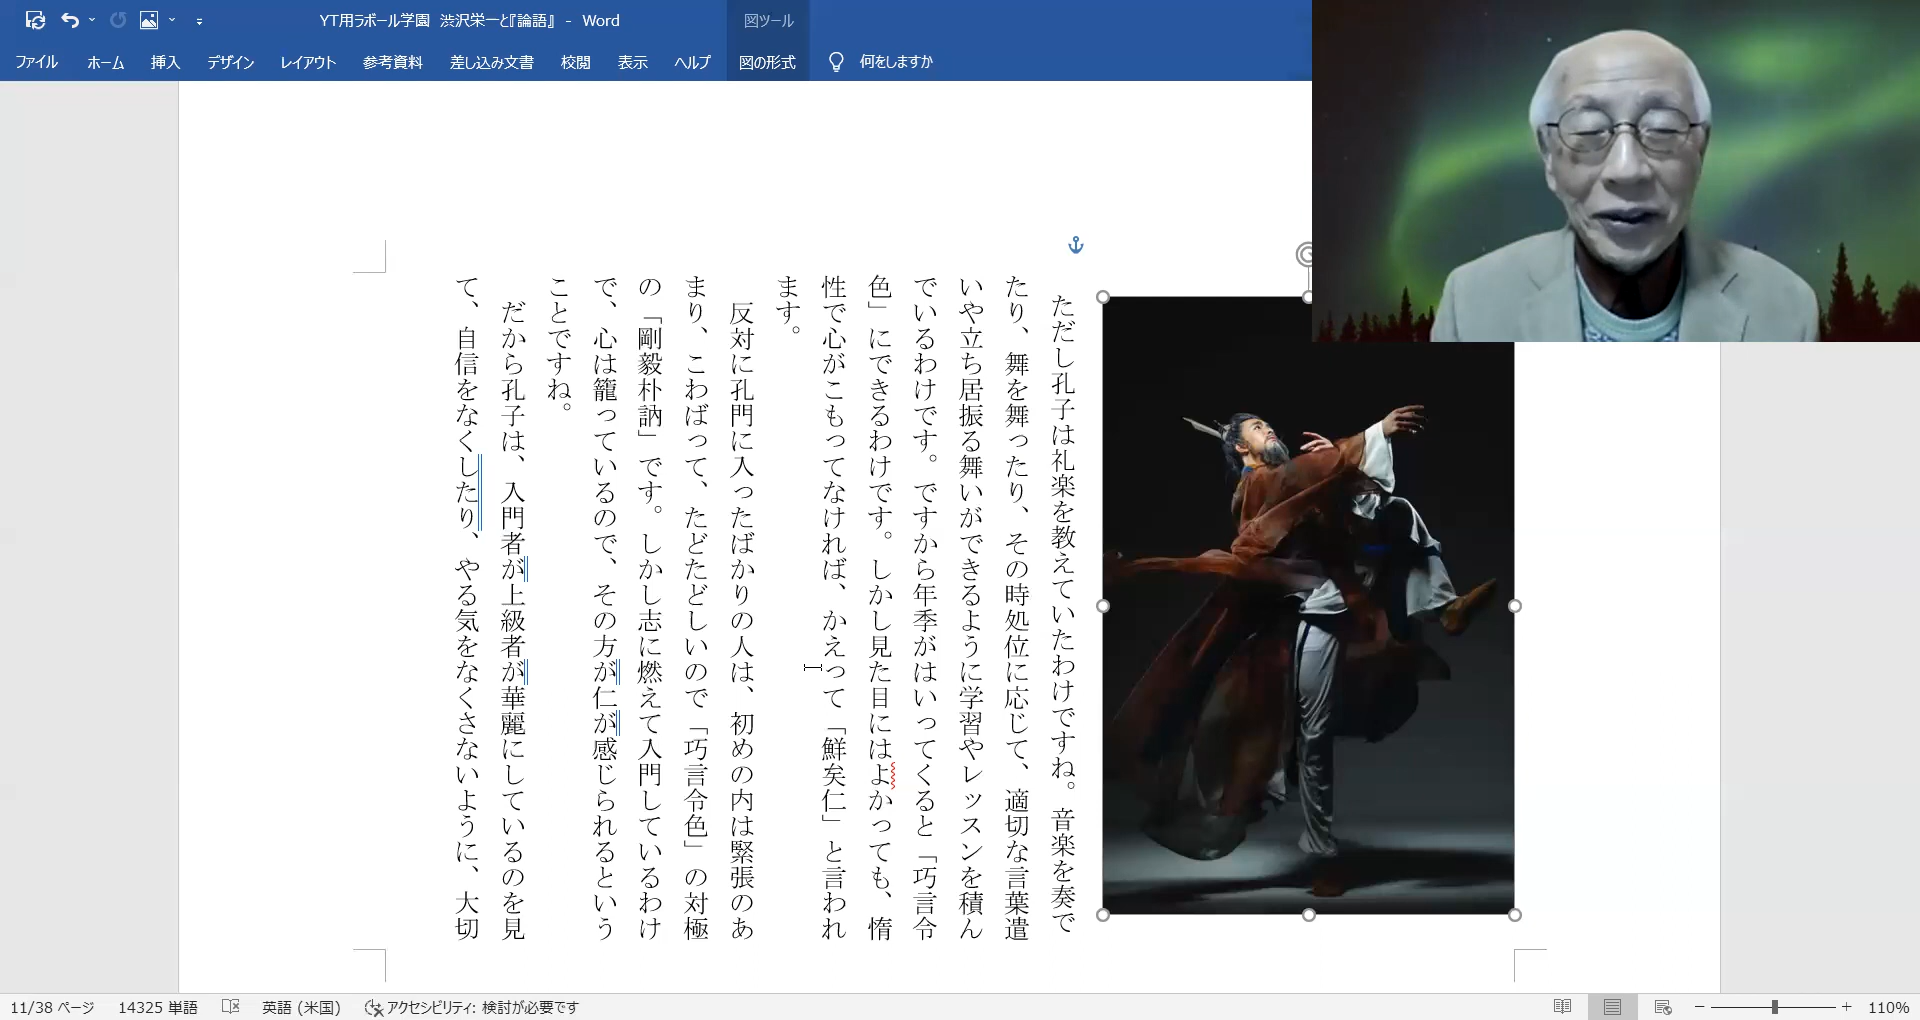 YT用ラボール学園　渋沢栄一と『論語』 - Word
図ツール
ファイル
ホーム
挿入
デザイン
レイアウト
参考資料
差し込み文書
校閲
表示
ヘルプ
図の形式
何をしますか
ただし孔子は礼楽を教えていたわけですね。音楽を奏で
たり、舞を舞ったり、その時処位に応じて、適切な言葉遣
いや立ち居振る舞いができるように学習やレッスンを積ん
でいるわけです。ですから年季がはいってくると「巧言令
色」にできるわけです。しかし見た目にはよかっても、惰
性で心がこもってなければ、かえって「鮮矣仁」と言われ
ます。
反対に孔門に入ったばかりの人は、初めの内は緊張のあ
まり、こわばって、たどたどしいので「巧言令色」の対極
の「剛毅朴訥」です。しかし志に燃えて入門しているわけ
で、心は籠っているので、その方が仁が感じられるという
ことですね。
だから孔子は、入門者が上級者が華麗にしているのを見
て、自信をなくしたり、やる気をなくさないように、大切
11/38 ページ
14325 単語
英語 (米国)
アクセシビリティ: 検討が必要です
110%